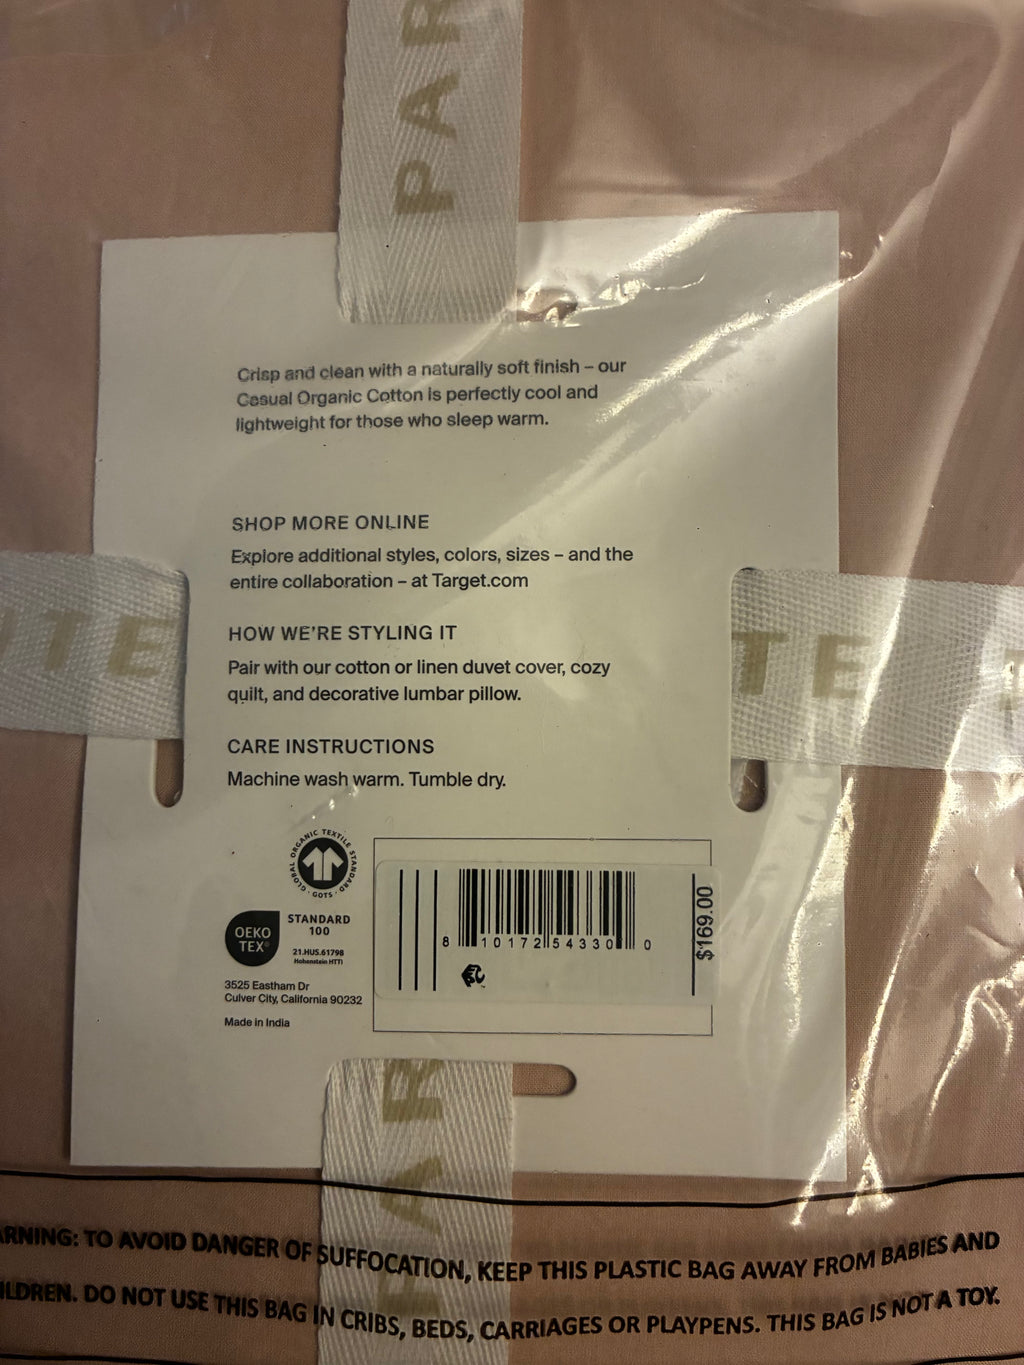 PAR
Crisp and clean with a naturally soft finish – our
Casual Organic Cotton is perfectly cool and
lightweight for those who sleep warm.
SHOP MORE ONLINE
Explore additional styles, colors, sizes – and the
entire collaboration – at Target.com
TE
TE
HOW WE'RE STYLING IT
Pair with our cotton or linen duvet cover, cozy
quilt, and decorative lumbar pillow.
CARE INSTRUCTIONS
Machine wash warm. Tumble dry.
GLOBAL ORGANIC TEXTILE STANDARD · GOTS ·
OEKO
TEX®
STANDARD
100
21.HUS.61798
Hohenstein HTTI
3525 Eastham Dr
Culver City, California 90232
Made in India
8 10172 54330 0
$169.00
PAR
WARNING: TO AVOID DANGER OF SUFFOCATION, KEEP THIS PLASTIC BAG AWAY FROM BABIES AND
ILDREN. DO NOT USE THIS BAG IN CRIBS, BEDS, CARRIAGES OR PLAYPENS. THIS BAG IS NOT A TOY.